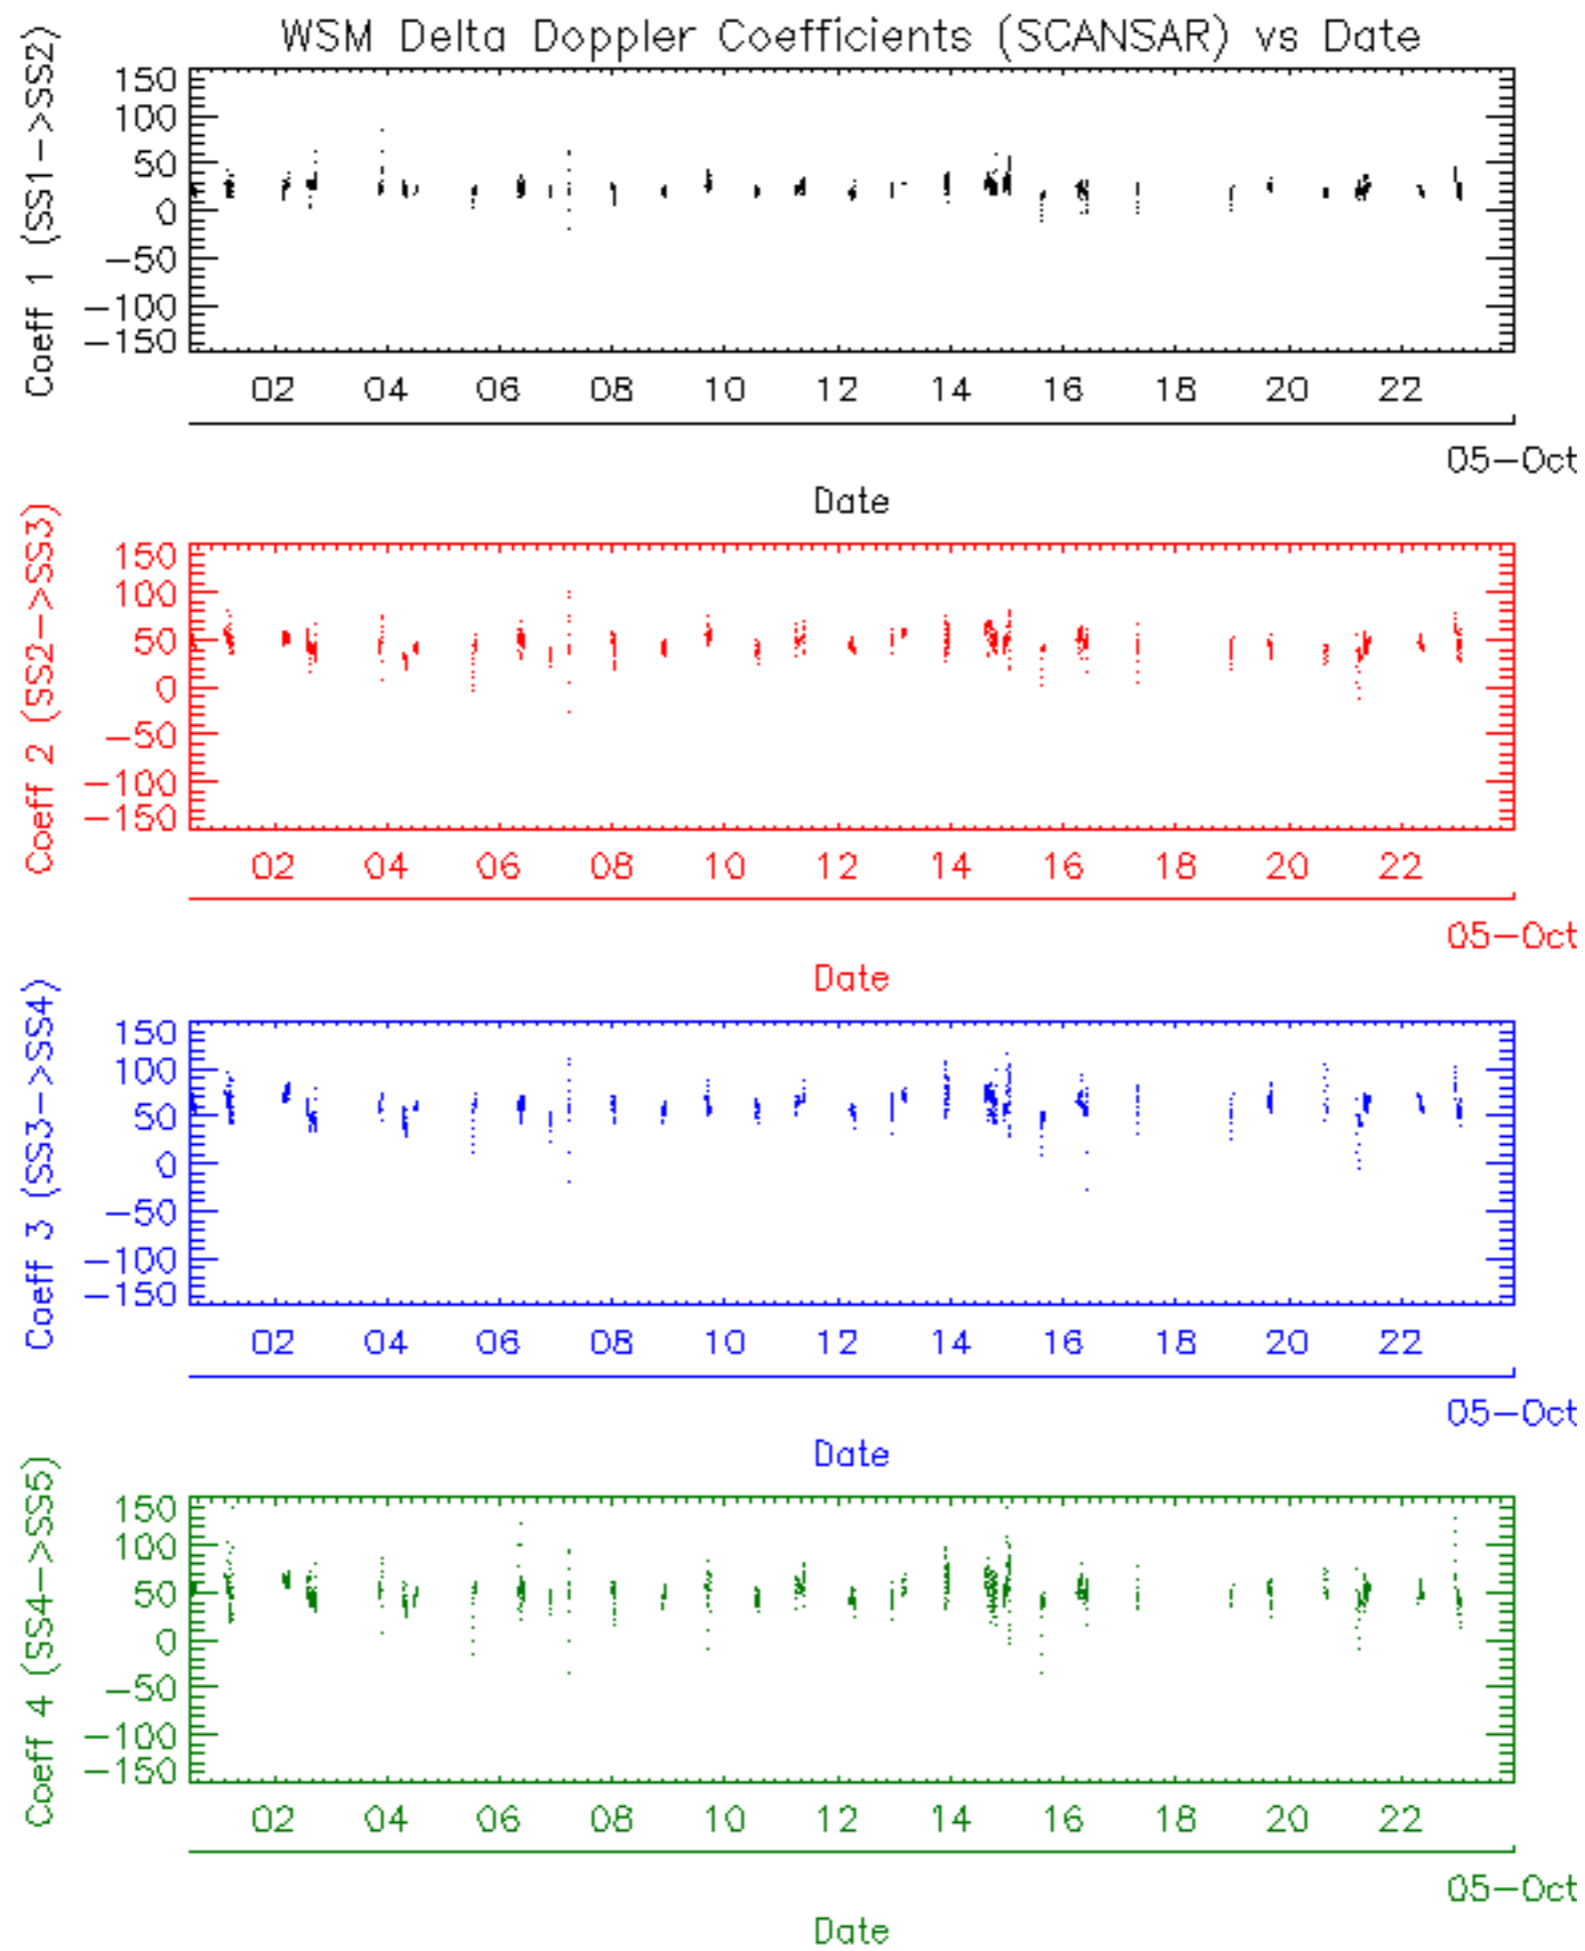 WSM Delta Doppler Coefficients (SCANSAR) vs Date
Coeff 1 (SS1->SS2)
150
100
50
0
-50
-100
-150
02 04 06 08 10 12 14 16 18 20 22
05-Oct
Date
Coeff 2 (SS2->SS3)
150
100
50
0
-50
-100
-150
02 04 06 08 10 12 14 16 18 20 22
05-Oct
Date
Coeff 3 (SS3->SS4)
150
100
50
0
-50
-100
-150
02 04 06 08 10 12 14 16 18 20 22
05-Oct
Date
Coeff 4 (SS4->SS5)
150
100
50
0
-50
-100
-150
02 04 06 08 10 12 14 16 18 20 22
05-Oct
Date